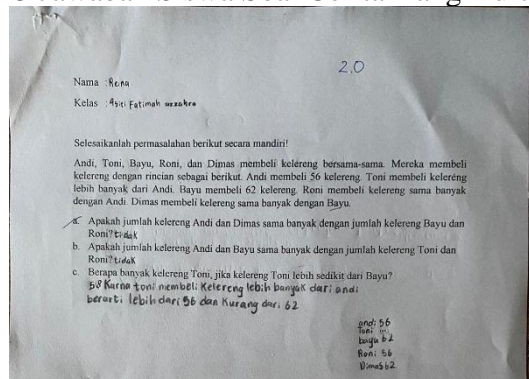 2,0
Nama : Reina
Kelas : 4 siti Fatimah azzahra
Selesaikanlah permasalahan berikut secara mandiri!
Andi, Toni, Bayu, Roni, dan Dimas membeli kelereng bersama-sama. Mereka membeli
kelereng dengan rincian sebagai berikut. Andi membeli 56 kelereng. Toni membeli kelereng
lebih banyak dari Andi. Bayu membeli 62 kelereng. Roni membeli kelereng sama banyak
dengan Andi. Dimas membeli kelereng sama banyak dengan Bayu.
a. Apakah jumlah kelereng Andi dan Dimas sama banyak dengan jumlah kelereng Bayu dan
Roni? tidak
b. Apakah jumlah kelereng Andi dan Bayu sama banyak dengan jumlah kelereng Toni dan
Roni? tidak
c. Berapa banyak kelereng Toni, jika kelereng Toni lebih sedikit dari Bayu?
58 Karna toni membeli Kelereng lebih banyak dari andi
berarti lebih dari 56 dan Kurang dari 62
andi 56
Toni
bayu 62
Roni 56
Dimas 62